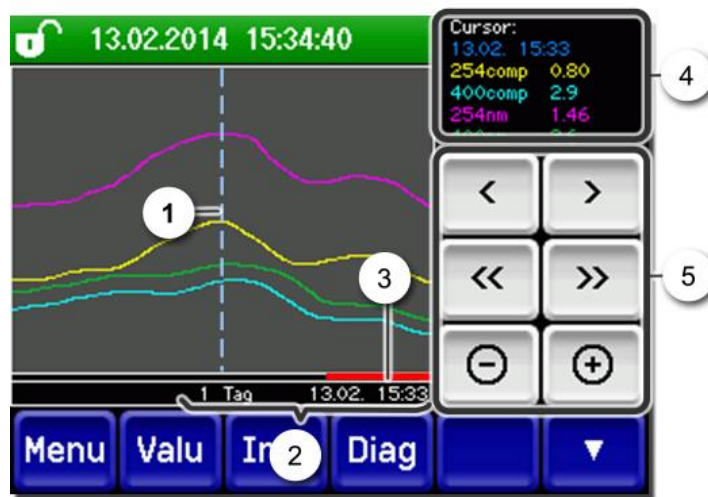 13.02.2014 15:34:40
Cursor:
13.02. 15:33
254comp 0.80
400comp 2.9
254nm 1.46
4
1
3
< >
<< >>
5
1 Tag 13.02. 15:33
Menu Valu Diag
2